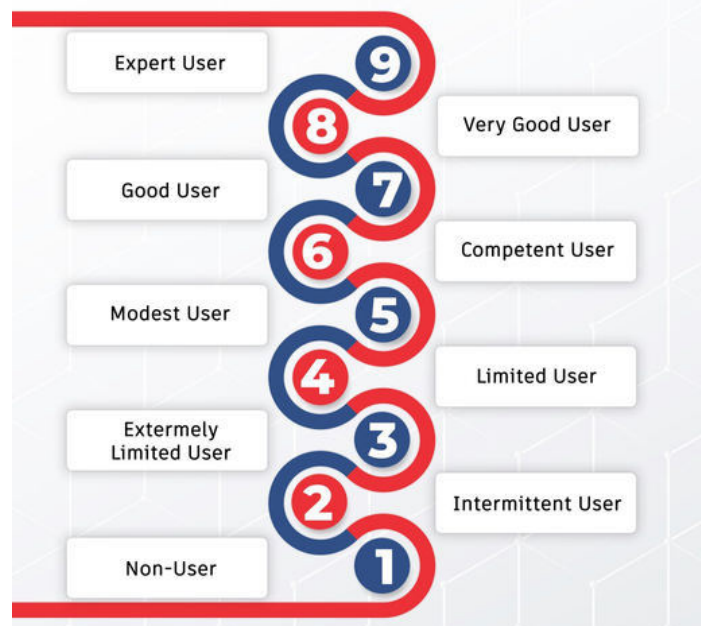 Expert User
9
8
Very Good User
Good User
7
6
Competent User
Modest User
5
4
Limited User
Extermely
Limited User
3
2
Intermittent User
Non-User
1